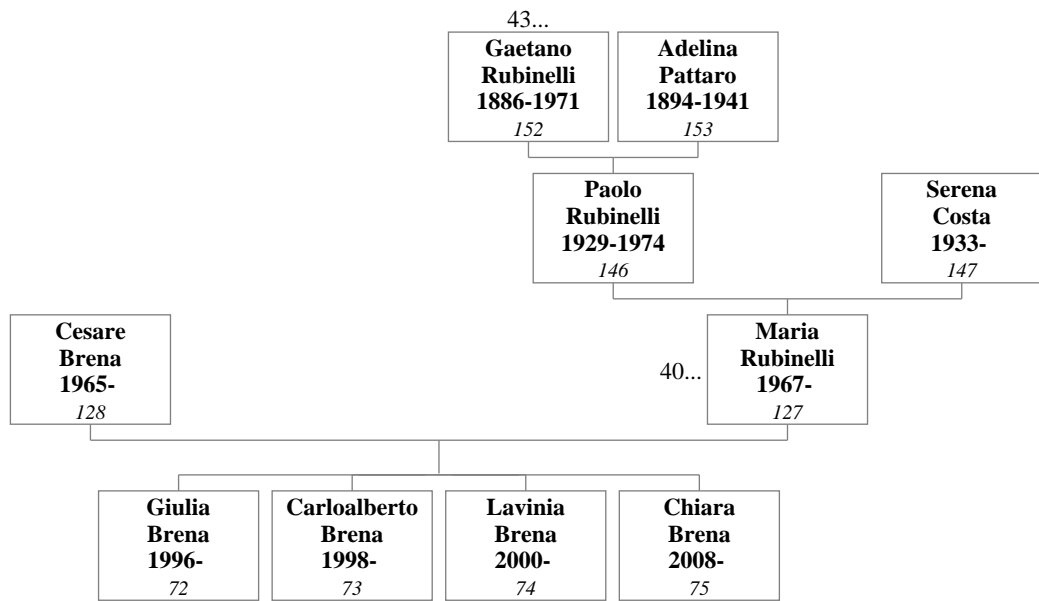 43...
Gaetano
Rubinelli
1886-1971
152
Adelina
Pattaro
1894-1941
153
Paolo
Rubinelli
1929-1974
146
Serena
Costa
1933-
147
Cesare
Brena
1965-
128
40...
Maria
Rubinelli
1967-
127
Giulia
Brena
1996-
72
Carloalberto
Brena
1998-
73
Lavinia
Brena
2000-
74
Chiara
Brena
2008-
75